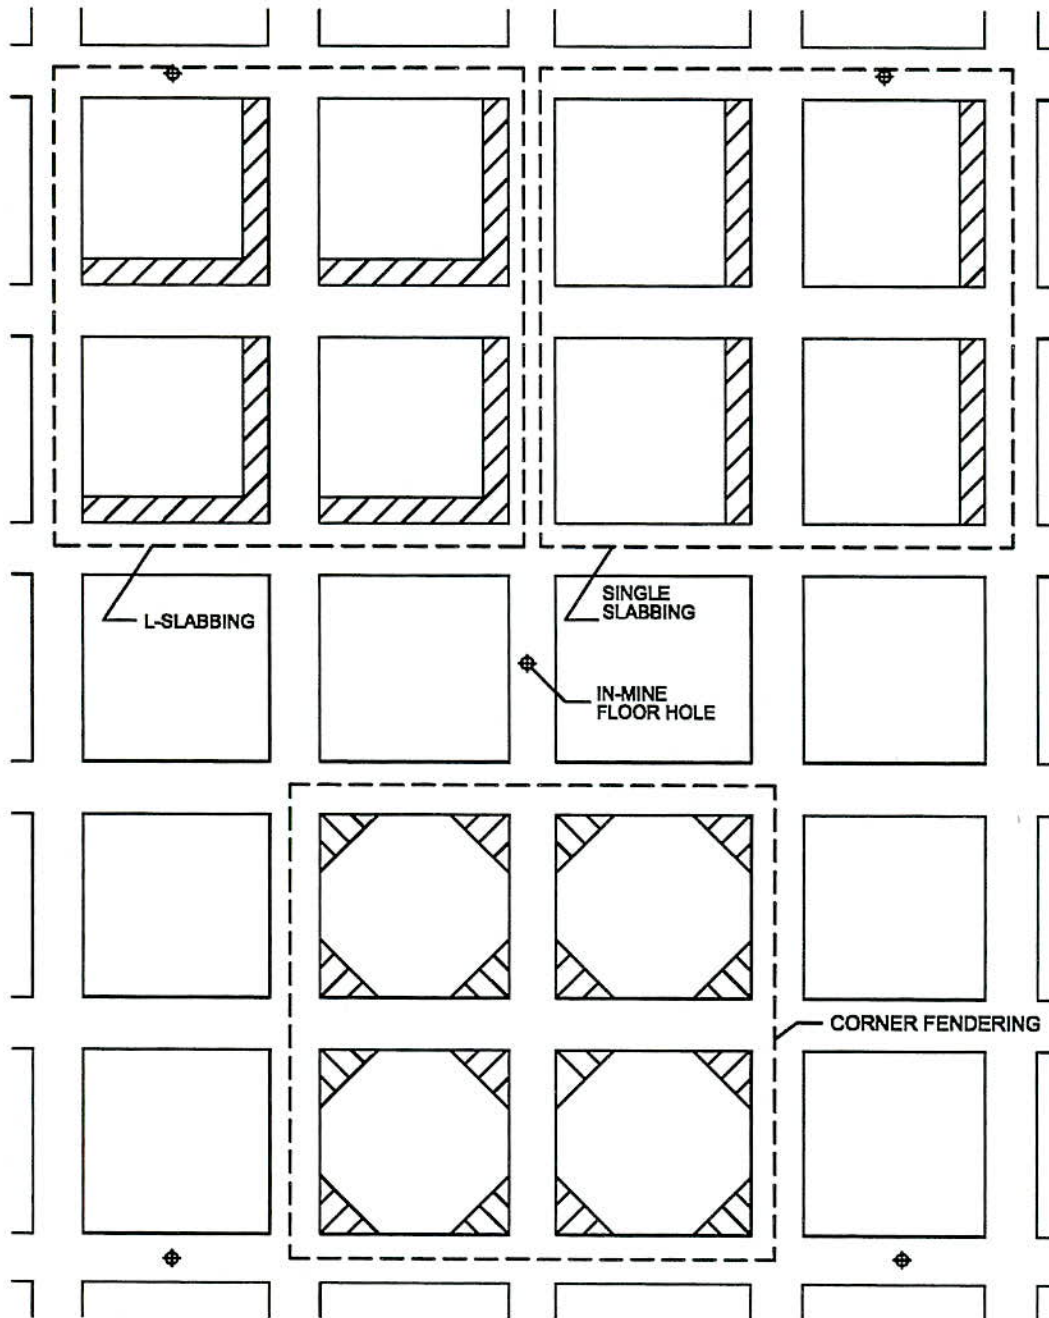 L-SLABBING
SINGLE
SLABBING
IN-MINE
FLOOR HOLE
CORNER FENDERING